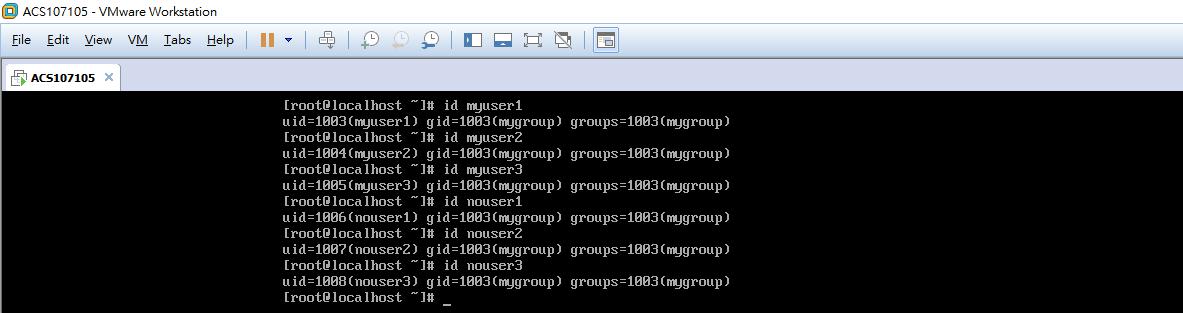 ACS107105 - VMware Workstation
File Edit View VM Tabs Help
ACS107105
[root@localhost ~]# id myuser1
uid=1003(myuser1) gid=1003(mygroup) groups=1003(mygroup)
[root@localhost ~]# id myuser2
uid=1004(myuser2) gid=1003(mygroup) groups=1003(mygroup)
[root@localhost ~]# id myuser3
uid=1005(myuser3) gid=1003(mygroup) groups=1003(mygroup)
[root@localhost ~]# id nouser1
uid=1006(nouser1) gid=1003(mygroup) groups=1003(mygroup)
[root@localhost ~]# id nouser2
uid=1007(nouser2) gid=1003(mygroup) groups=1003(mygroup)
[root@localhost ~]# id nouser3
uid=1008(nouser3) gid=1003(mygroup) groups=1003(mygroup)
[root@localhost ~]# _